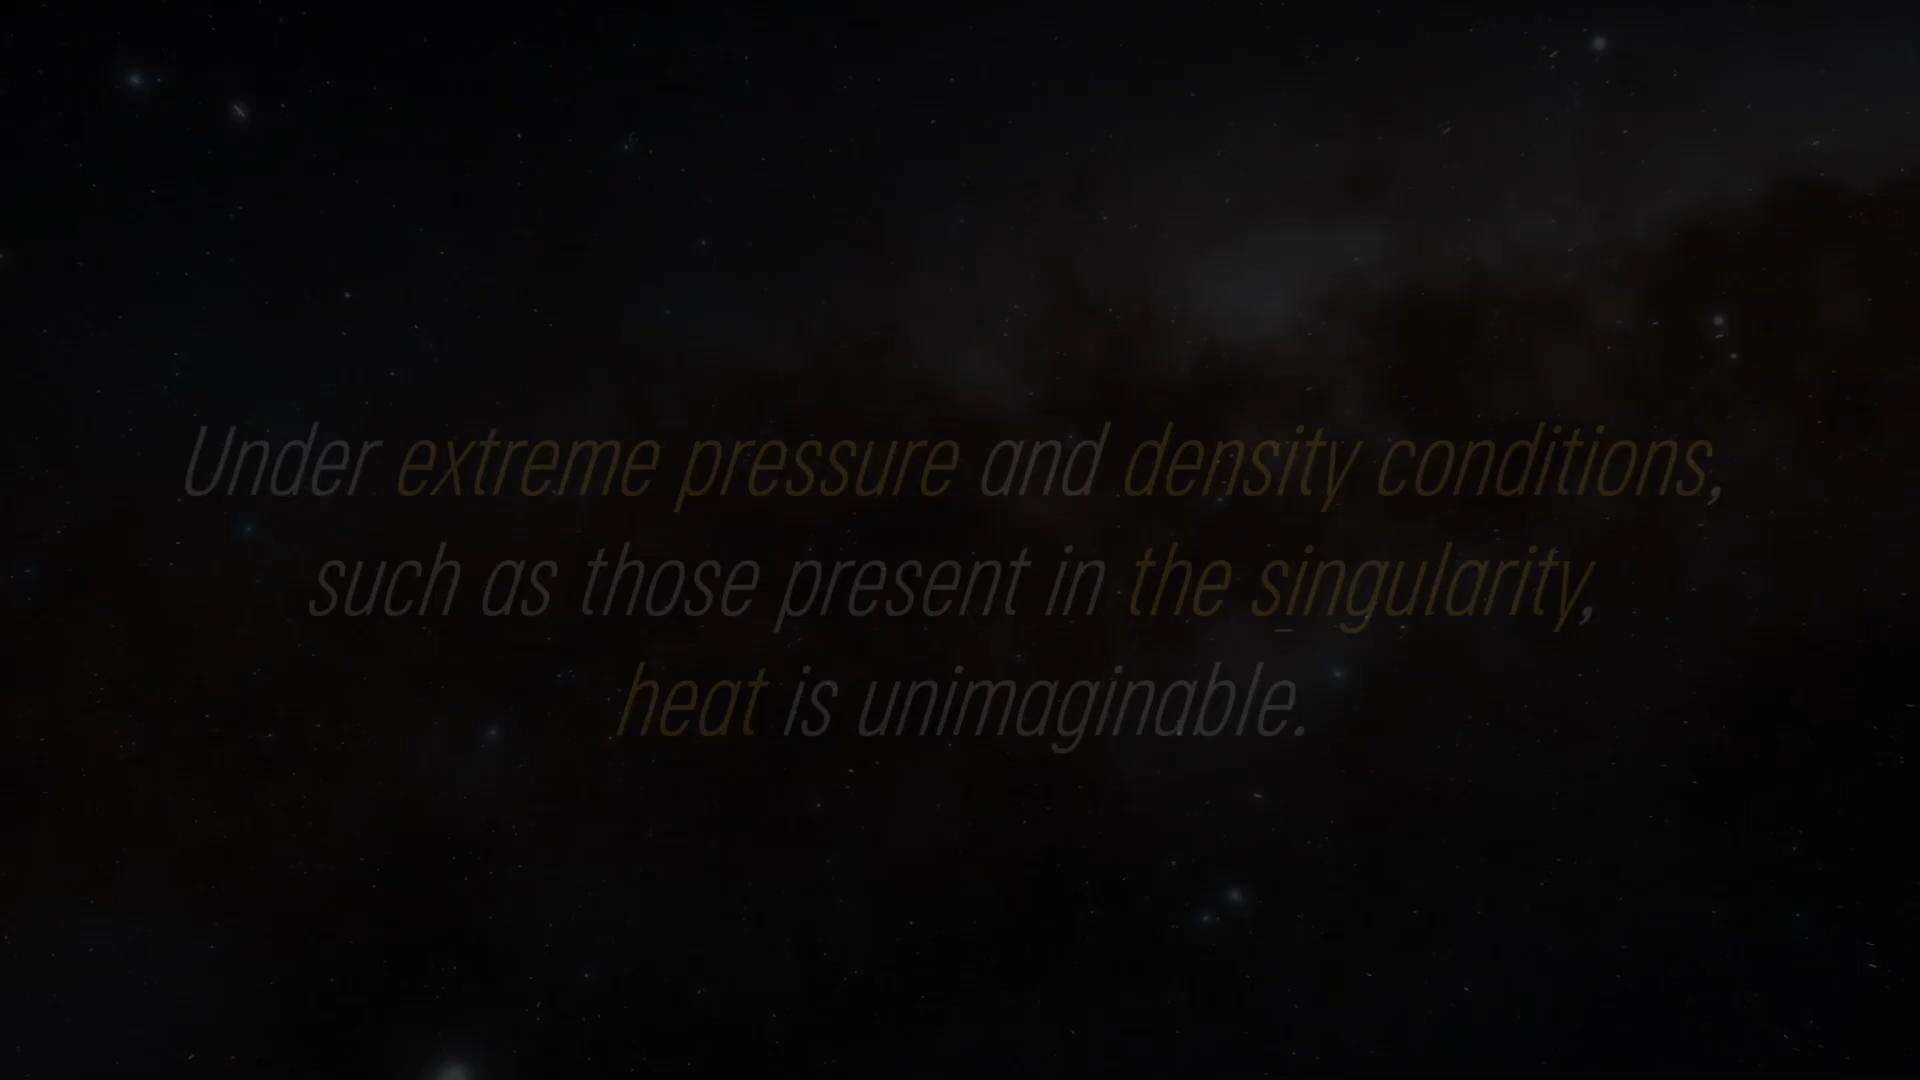 Under extreme pressure and density conditions,
such as those present in the singularity,
heat is unimaginable.